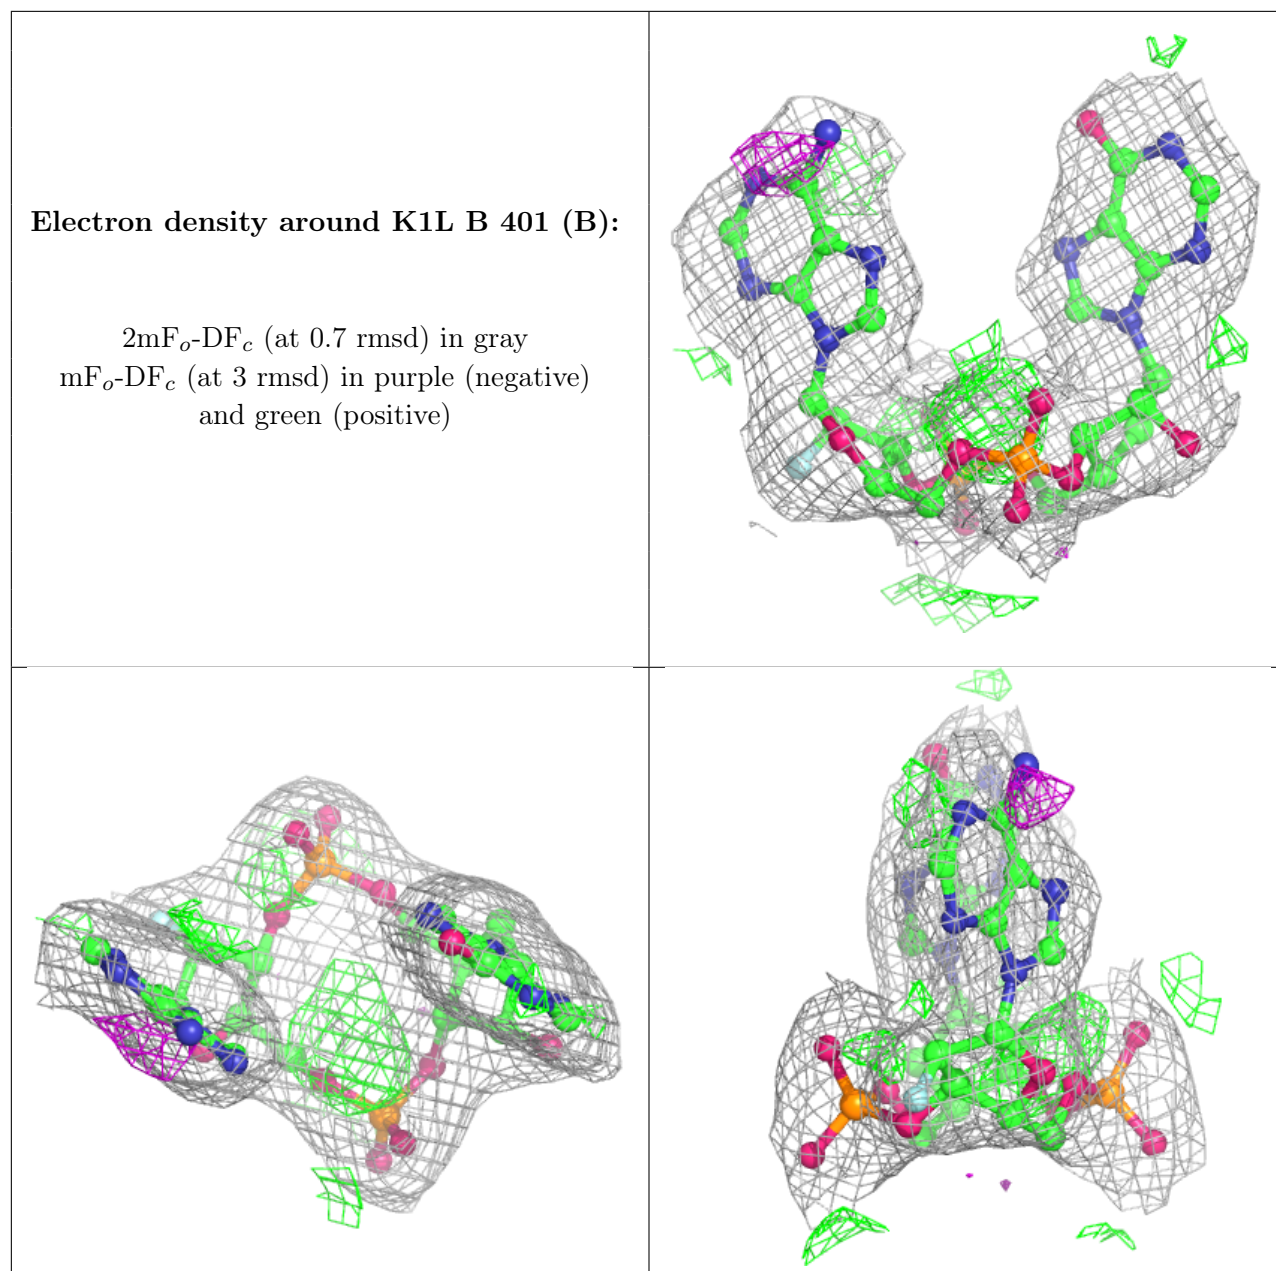 Electron density around K1L B 401 (B):
2mFo-DFc (at 0.7 rmsd) in gray
mFo-DFc (at 3 rmsd) in purple (negative)
and green (positive)